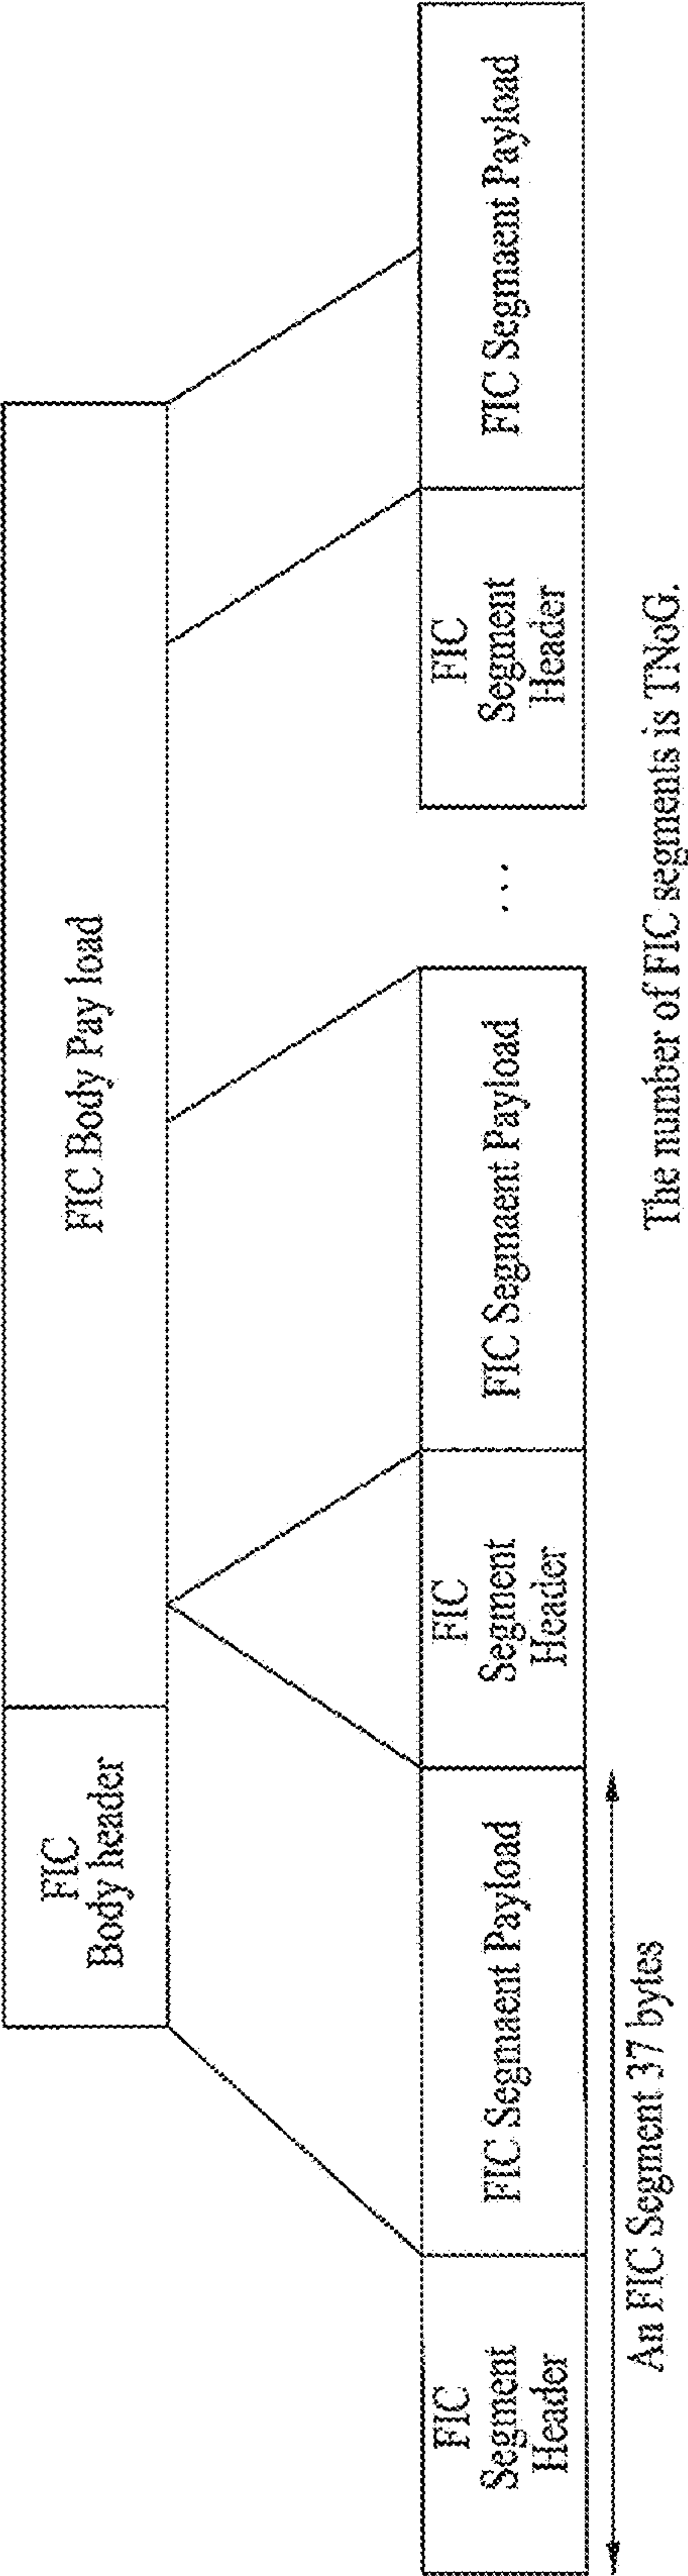 FIC
Body header
FIC Body Pay load
FIC
Segment
Header
FIC Segmaent Payload
FIC
Segment
Header
FIC Segmaent Payload
...
FIC
Segment
Header
FIC Segmaent Payload
An FIC Segment 37 bytes
The number of FIC segments is TNoG.